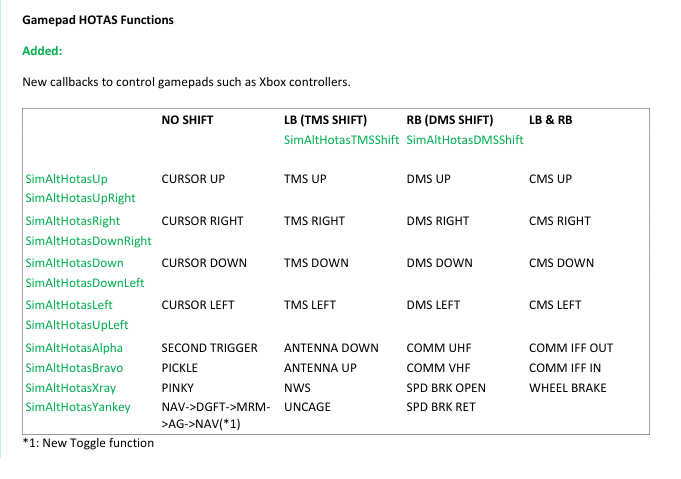 Gamepad HOTAS Functions
Added:
New callbacks to control gamepads such as Xbox controllers.
NO SHIFT LB (TMS SHIFT) RB (DMS SHIFT) LB & RB
SimAltHotasTMSShift SimAltHotasDMSShift
SimAltHotasUp CURSOR UP TMS UP DMS UP CMS UP
SimAltHotasUpRight
SimAltHotasRight CURSOR RIGHT TMS RIGHT DMS RIGHT CMS RIGHT
SimAltHotasDownRight
SimAltHotasDown CURSOR DOWN TMS DOWN DMS DOWN CMS DOWN
SimAltHotasDownLeft
SimAltHotasLeft CURSOR LEFT TMS LEFT DMS LEFT CMS LEFT
SimAltHotasUpLeft
SimAltHotasAlpha SECOND TRIGGER ANTENNA DOWN COMM UHF COMM IFF OUT
SimAltHotasBravo PICKLE ANTENNA UP COMM VHF COMM IFF IN
SimAltHotasXray PINKY NWS SPD BRK OPEN WHEEL BRAKE
SimAltHotasYankey NAV->DGFT->MRM- UNCAGE SPD BRK RET
>AG->NAV(*1)
*1: New Toggle function